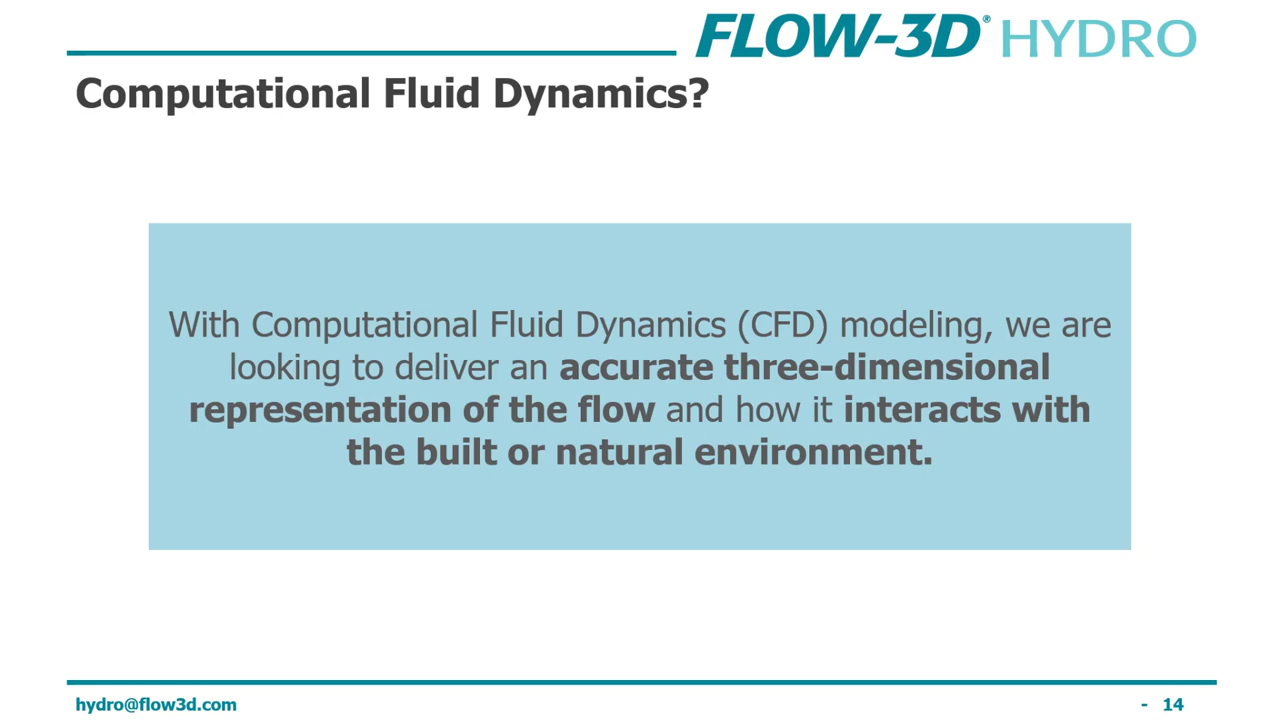 FLOW-3D® HYDRO
Computational Fluid Dynamics?
With Computational Fluid Dynamics (CFD) modeling, we are
looking to deliver an accurate three-dimensional
representation of the flow and how it interacts with
the built or natural environment.
hydro@flow3d.com
- 14